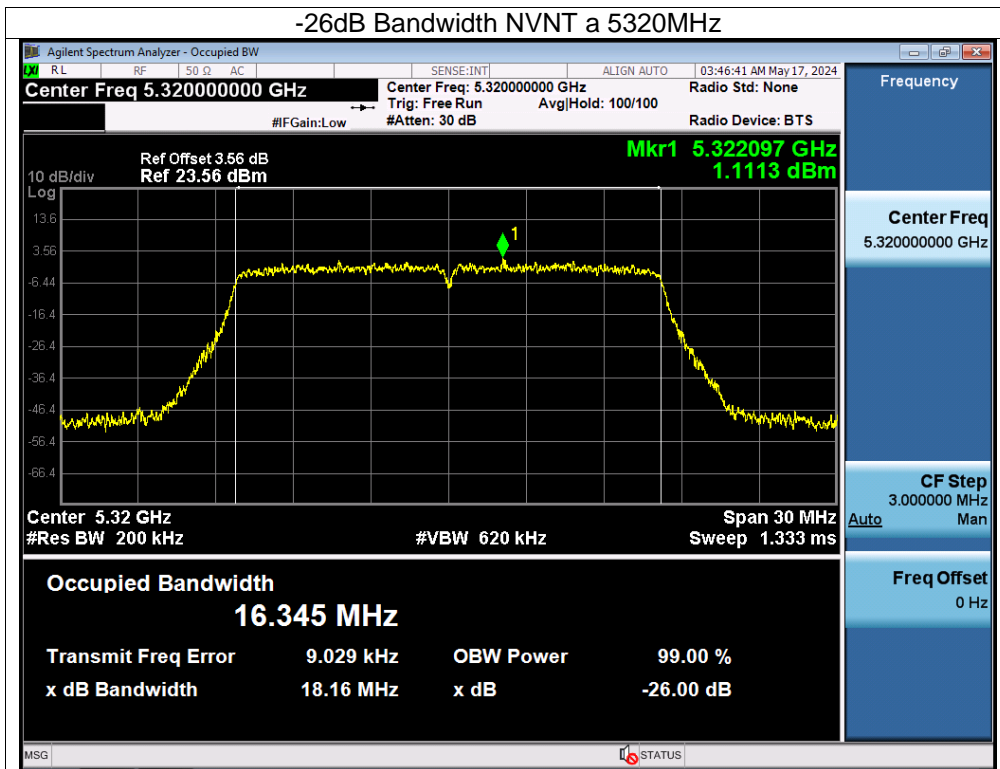 -26dB Bandwidth NVNT a 5320MHz
Agilent Spectrum Analyzer - Occupied BW
LXI RL RF 50 Ω AC SENSE:INT ALIGN AUTO 03:46:41 AM May 17, 2024
Center Freq 5.320000000 GHz
Center Freq: 5.320000000 GHz
Radio Std: None
Trig: Free Run Avg|Hold: 100/100
#IFGain:Low
#Atten: 30 dB
Radio Device: BTS
Frequency
Mkr1 5.322097 GHz
1.1113 dBm
Ref Offset 3.56 dB
10 dB/div Ref 23.56 dBm
Log
13.6
3.56
-6.44
-16.4
-26.4
-36.4
-46.4
-56.4
-66.4
1
Center Freq
5.320000000 GHz
Center 5.32 GHz Span 30 MHz
#Res BW 200 kHz #VBW 620 kHz Sweep 1.333 ms
CF Step
3.000000 MHz
Auto Man
Occupied Bandwidth
16.345 MHz
Freq Offset
0 Hz
Transmit Freq Error 9.029 kHz OBW Power 99.00 %
x dB Bandwidth 18.16 MHz x dB -26.00 dB
MSG STATUS